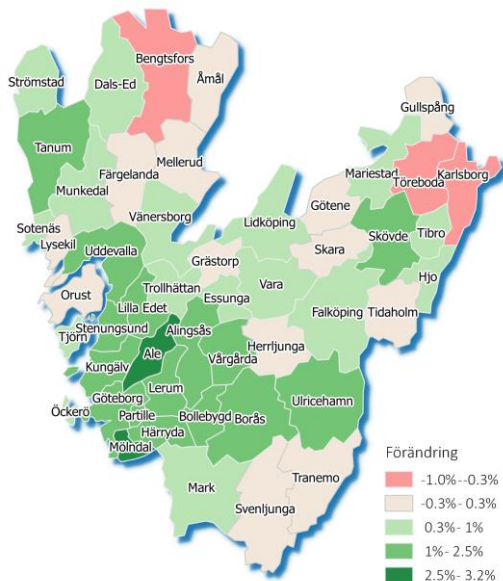 Bengtsfors
Strömstad
Dals-Ed
Åmål
Gullspång
Tanum
Mellerud
Färgelanda
Mariestad
Karlsborg
Töreboda
Munkedal
Götene
Vänersborg
Lidköping
Sotenäs
Skövde
Tibro
Lysekil
Uddevalla
Skara
Grästorp
Hjo
Trollhättan
Vara
Orust
Essunga
Lilla Edet
Falköping
Tidaholm
Tjörn
Stenungsund
Alingsås
Herrljunga
Ale
Vårgårda
Kungälv
Lerum
Ulricehamn
Göteborg
Öckerö
Partille
Bollebygd
Borås
Härryda
Mölndal
Förändring
-1.0%--0.3%
-0.3%- 0.3%
0.3%- 1%
1%- 2.5%
2.5%- 3.2%
Tranemo
Mark
Svenljunga